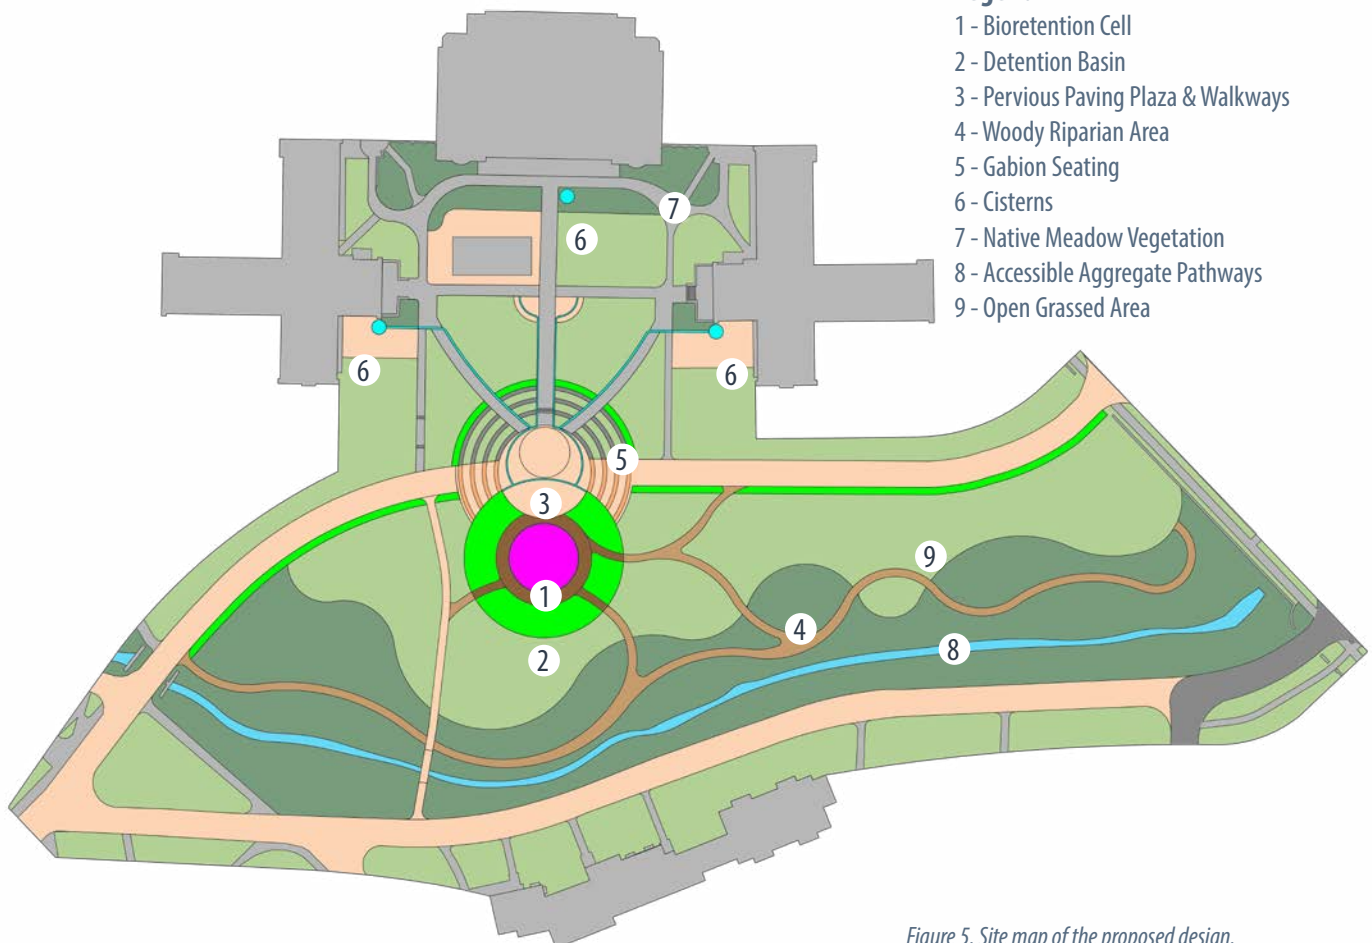 1 - Bioretention Cell
2 - Detention Basin
3 - Pervious Paving Plaza & Walkways
4 - Woody Riparian Area
5 - Gabion Seating
6 - Cisterns
7 - Native Meadow Vegetation
8 - Accessible Aggregate Pathways
9 - Open Grassed Area
7
6
6
6
5
3
9
1
4
8
2
Figure 5. Site map of the proposed design.